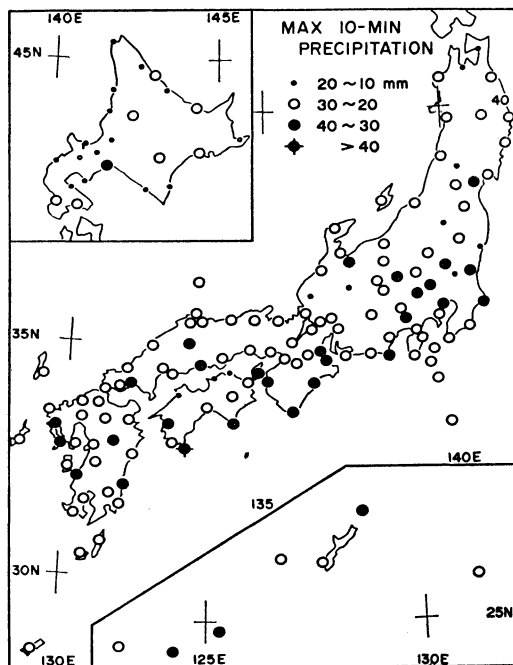 140E
145E
45N
MAX 10-MIN
PRECIPITATION
20~10 mm
30~20
40~30
>40
40
35N
140E
135
30N
25N
130E
125E
130E